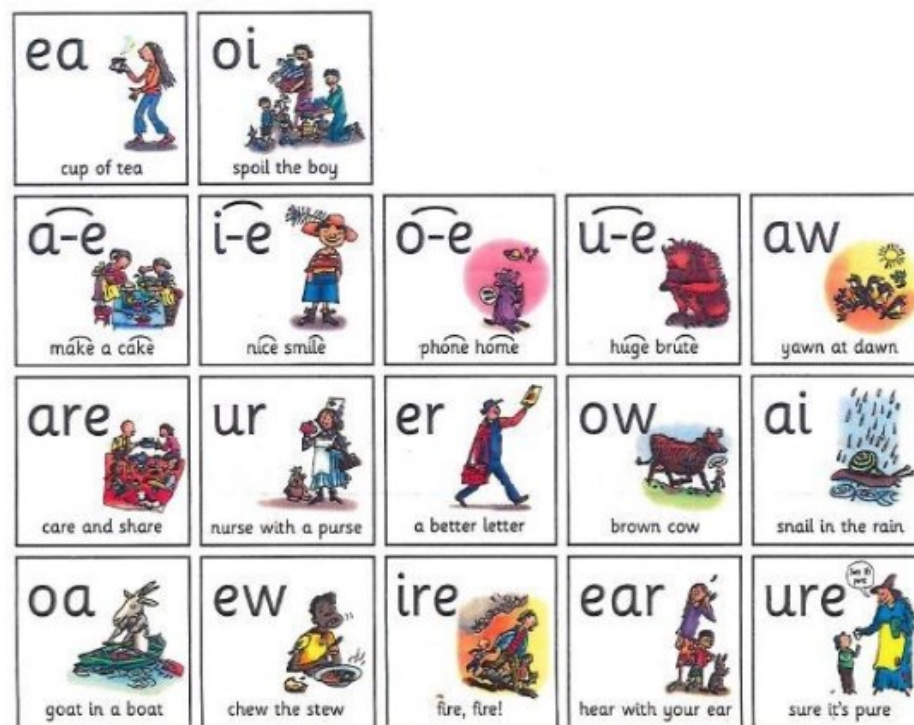 ea
cup of tea
oi
spoil the boy
a-e
make a cake
i-e
nice smile
o-e
phone home
u-e
huge brute
aw
yawn at dawn
are
care and share
ur
nurse with a purse
er
a better letter
ow
brown cow
ai
snail in the rain
oa
goat in a boat
ew
chew the stew
ire
fire, fire!
ear
hear with your ear
ure
sure it's pure